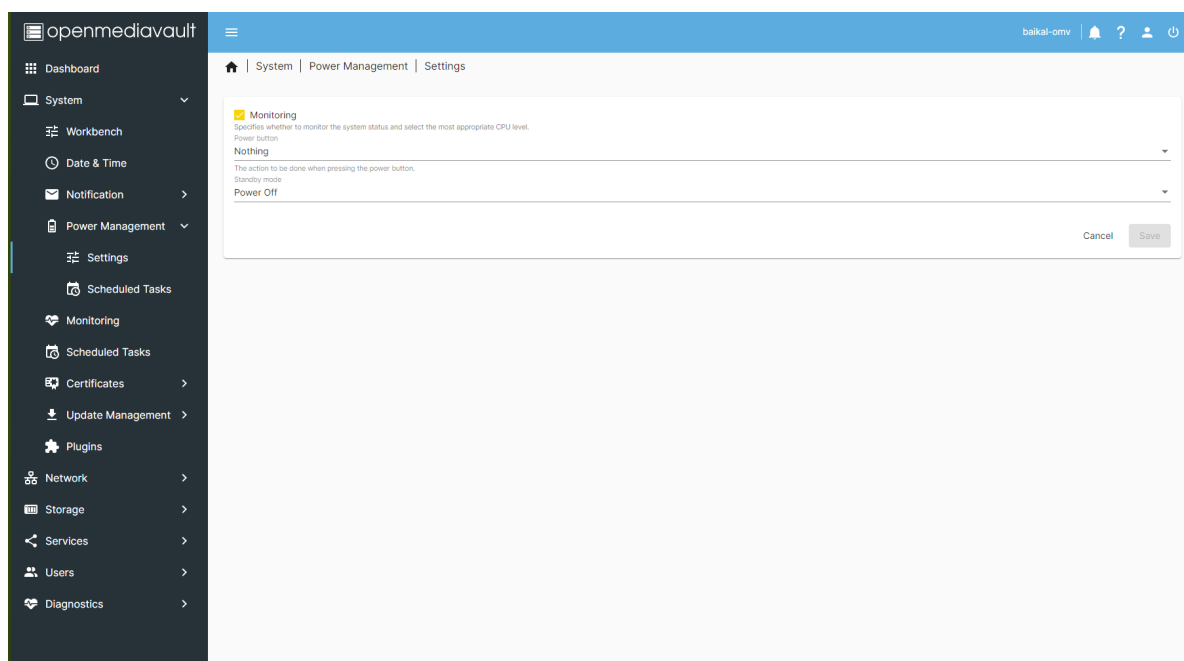 openmediavault
baikal-omv
Dashboard
System
Workbench
Date & Time
Notification
Power Management
Settings
Scheduled Tasks
Monitoring
Scheduled Tasks
Certificates
Update Management
Plugins
Network
Storage
Services
Users
Diagnostics
System | Power Management | Settings
Monitoring
Specifies whether to monitor the system status and select the most appropriate CPU level.
Power button
Nothing
The action to be done when pressing the power button.
Standby mode
Power Off
Cancel Save